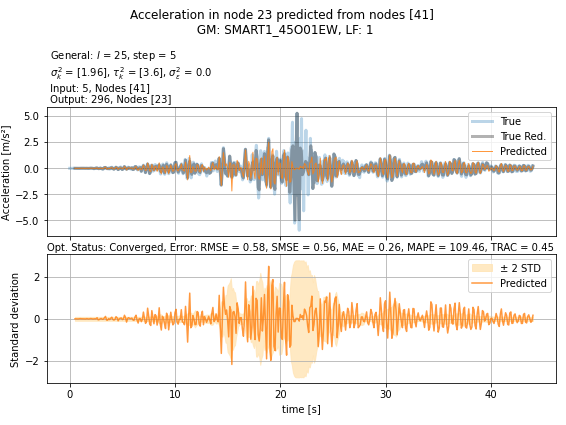 Acceleration in node 23 predicted from nodes [41]
GM: SMART1_45O01EW, LF: 1
General: l = 25, step = 5
σ_k² = [1.96], τ_k² = [3.6], σ_ε² = 0.0
Input: 5, Nodes [41]
Output: 296, Nodes [23]
Acceleration [m/s²]
5.0
2.5
0.0
−2.5
−5.0
True
True Red.
Predicted
Opt. Status: Converged, Error: RMSE = 0.58, SMSE = 0.56, MAE = 0.26, MAPE = 109.46, TRAC = 0.45
Standard deviation
2
0
−2
± 2 STD
Predicted
0
10
20
30
40
time [s]